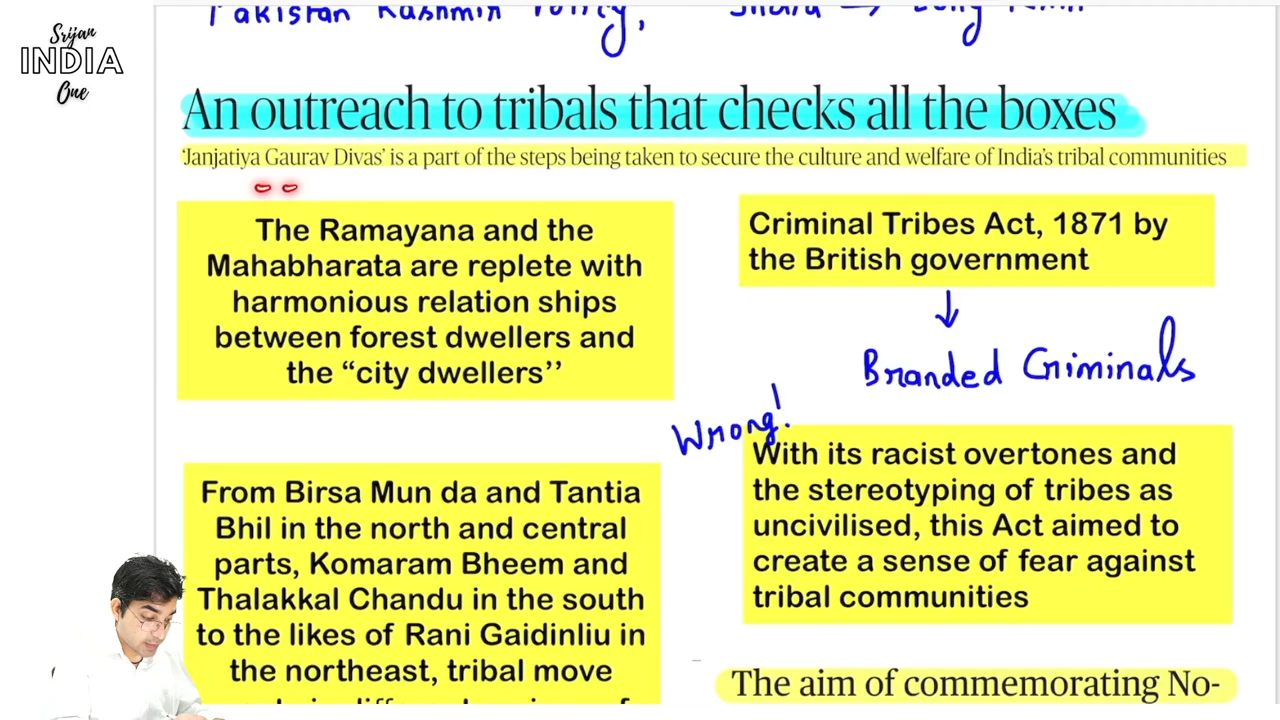 Pakistan Kashmir Policy,
Srijan
INDIA
One
An outreach to tribals that checks all the boxes
‘Janjatiya Gaurav Divas’ is a part of the steps being taken to secure the culture and welfare of India’s tribal communities
The Ramayana and the
Mahabharata are replete with
harmonious relation ships
between forest dwellers and
the “city dwellers’’
Criminal Tribes Act, 1871 by
the British government
Branded Criminals
Wrong!
With its racist overtones and
the stereotyping of tribes as
uncivilised, this Act aimed to
create a sense of fear against
tribal communities
From Birsa Mun da and Tantia
Bhil in the north and central
parts, Komaram Bheem and
Thalakkal Chandu in the south
to the likes of Rani Gaidinliu in
the northeast, tribal move
The aim of commemorating No-